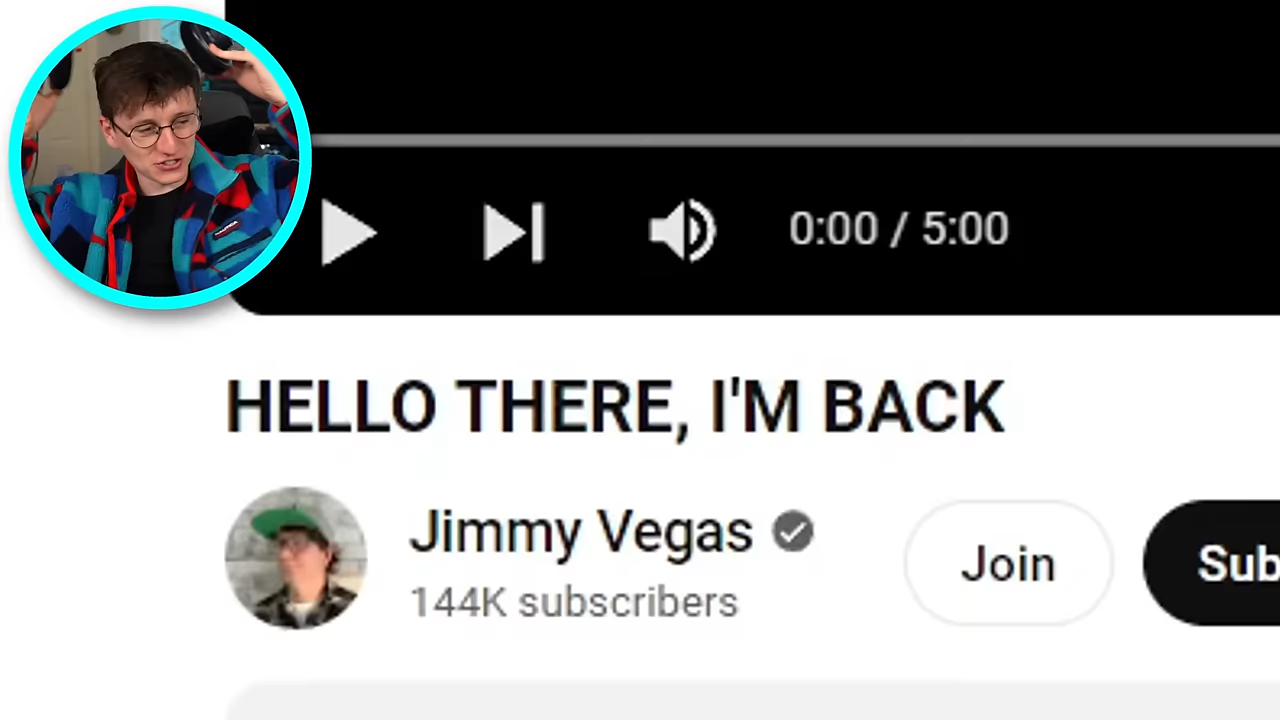 0:00 / 5:00
HELLO THERE, I'M BACK
Jimmy Vegas
144K subscribers
Join
Sub